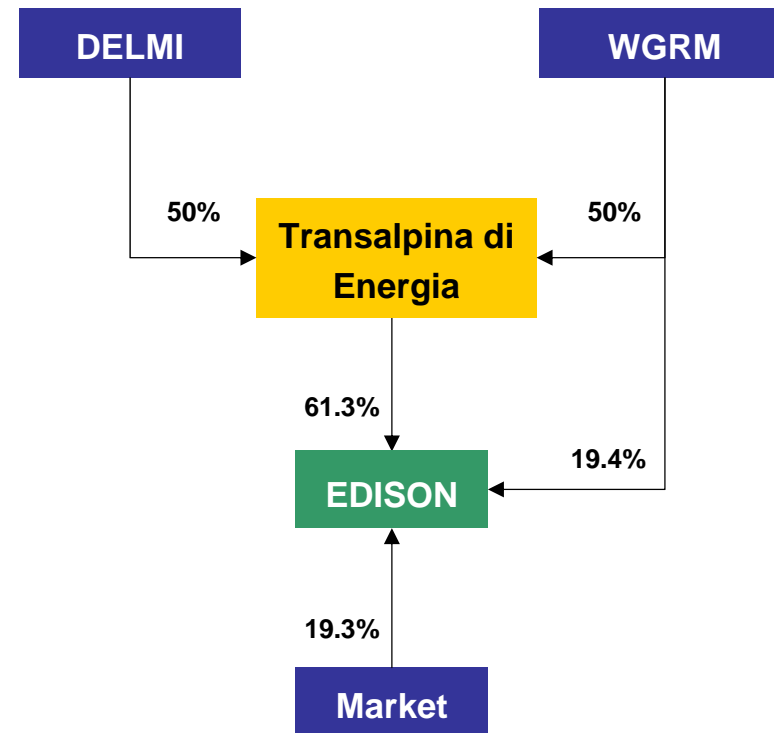 DELMI
WGRM
50%
50%
Transalpina di
Energia
61.3%
19.4%
EDISON
19.3%
Market